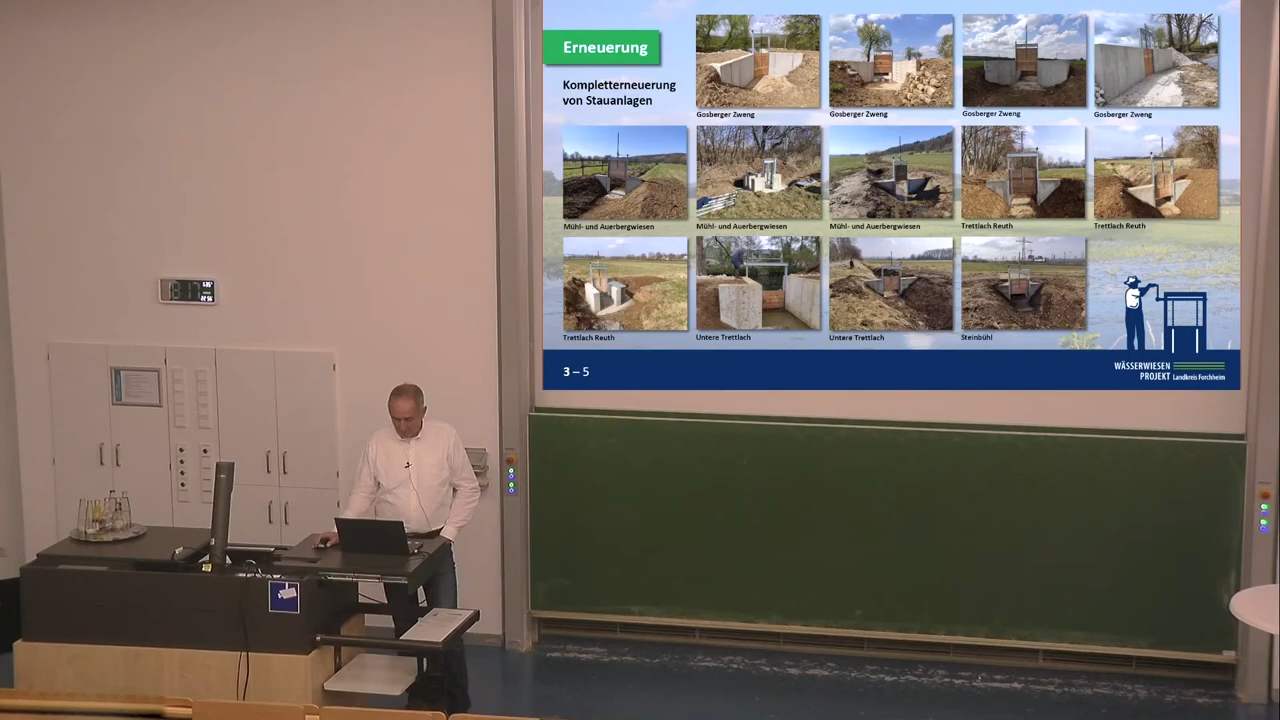 Erneuerung
Kompletterneuerung
von Stauanlagen
Gosberger Zweng
Gosberger Zweng
Gosberger Zweng
Gosberger Zweng
Mühl- und Auerbergwiesen
Mühl- und Auerbergwiesen
Mühl- und Auerbergwiesen
Trettlach Reuth
Trettlach Reuth
Trettlach Reuth
Untere Trettlach
Untere Trettlach
Steinbühl
3 – 5
WÄSSERWIESEN
PROJEKT Landkreis Forchheim
18:17